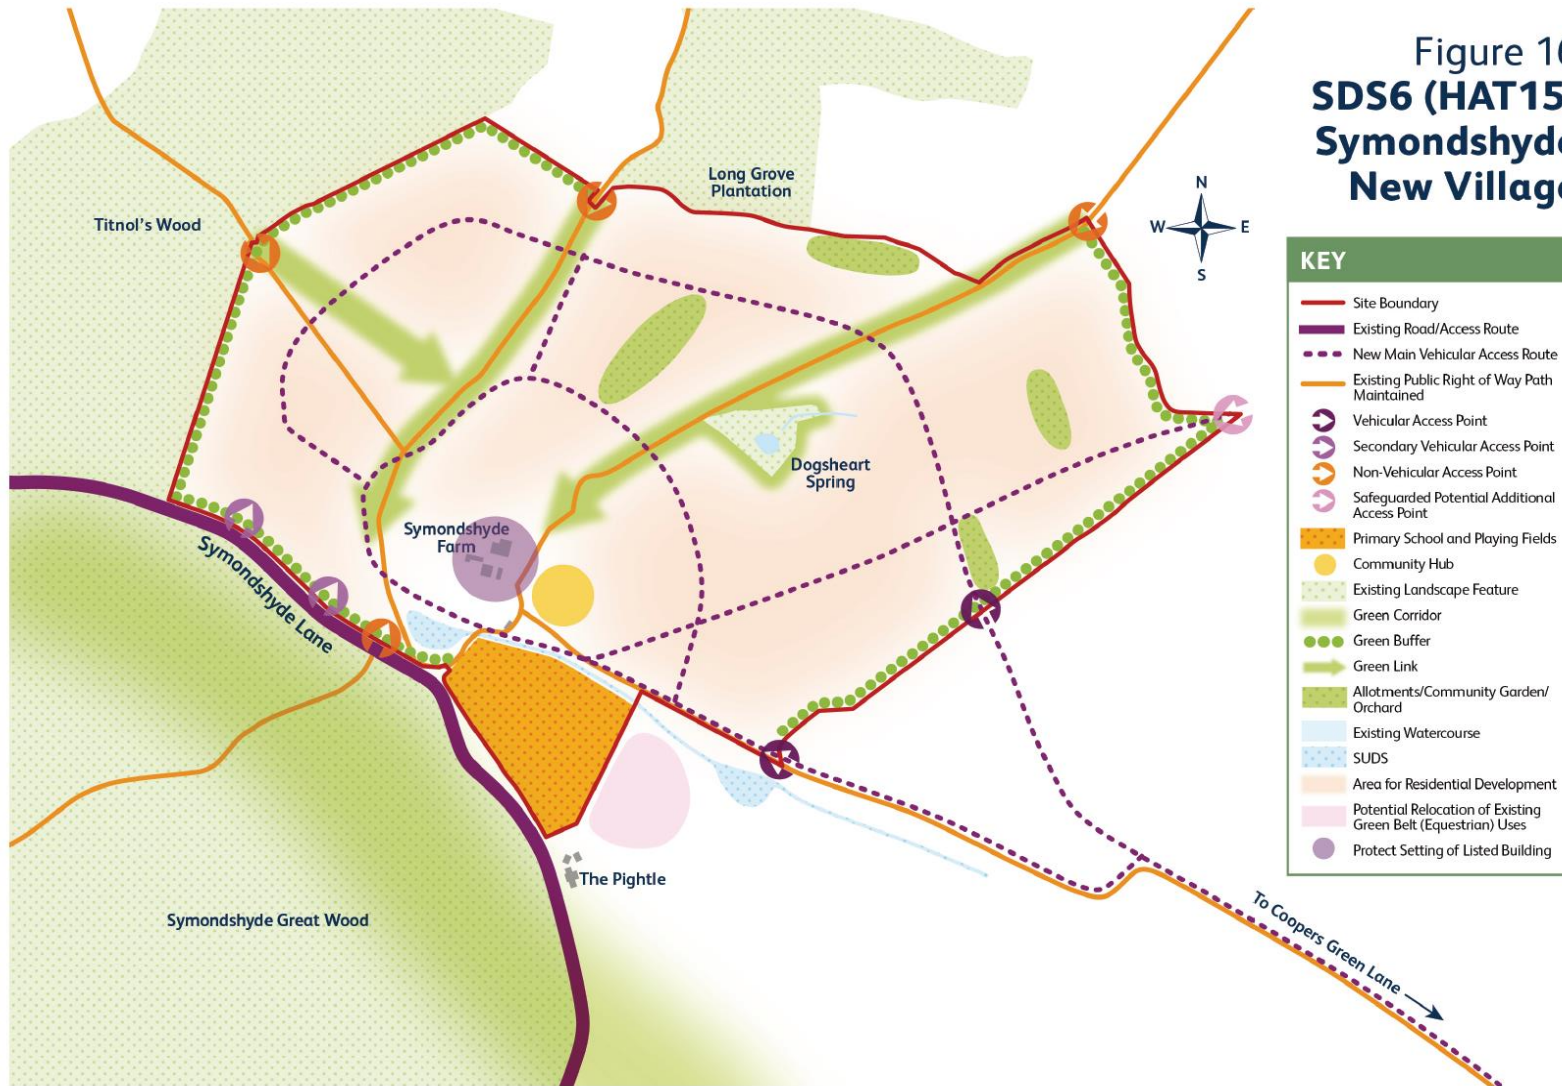 Figure 1
SDS6 (HAT15
Symondshyde
New Village
Long Grove
Plantation
Titnol's Wood
N
W
E
S
KEY
Site Boundary
Existing Road/Access Route
New Main Vehicular Access Route
Existing Public Right of Way Path
Maintained
Vehicular Access Point
Secondary Vehicular Access Point
Non-Vehicular Access Point
Safeguarded Potential Additional
Access Point
Primary School and Playing Fields
Community Hub
Existing Landscape Feature
Green Corridor
Green Buffer
Green Link
Allotments/Community Garden/
Orchard
Existing Watercourse
SUDS
Area for Residential Development
Potential Relocation of Existing
Green Belt (Equestrian) Uses
Protect Setting of Listed Building
Dogsheart
Spring
Symondshyde
Farm
Symondshyde Lane
The Pightle
Symondshyde Great Wood
To Coopers Green Lane